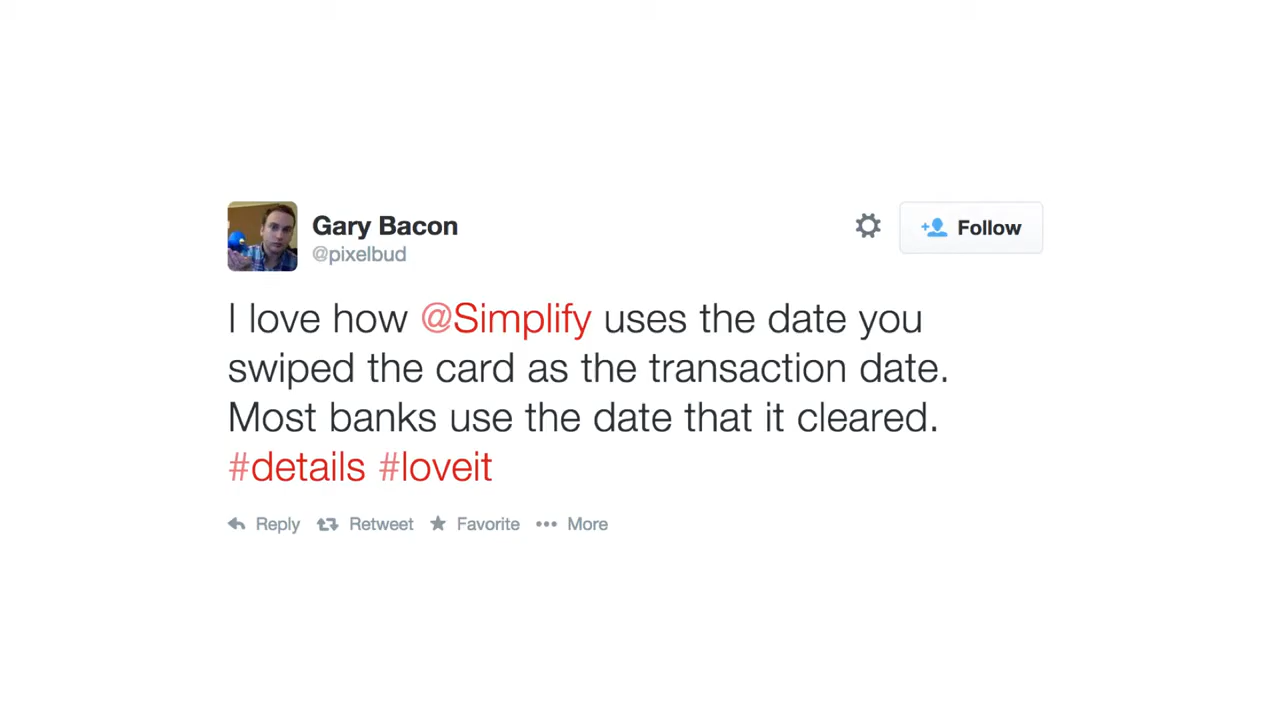 Gary Bacon
@pixelbud
Follow
I love how @Simplify uses the date you
swiped the card as the transaction date.
Most banks use the date that it cleared.
#details #loveit
Reply Retweet Favorite More